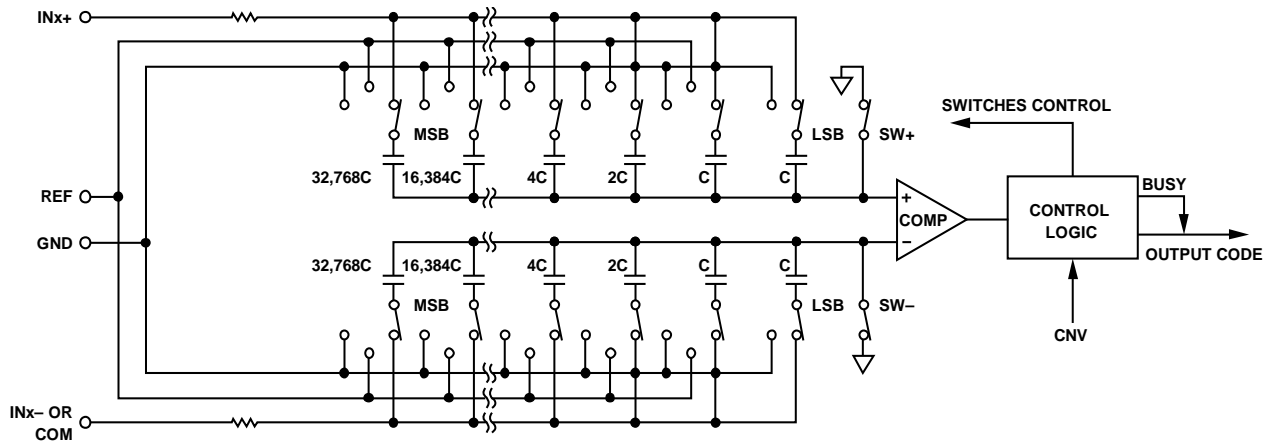 INx+
MSB
LSB
SW+
SWITCHES CONTROL
32,768C
16,384C
4C
2C
C
C
REF
GND
+
COMP
–
CONTROL
LOGIC
BUSY
OUTPUT CODE
32,768C
16,384C
4C
2C
C
C
MSB
LSB
SW–
CNV
INx– OR
COM